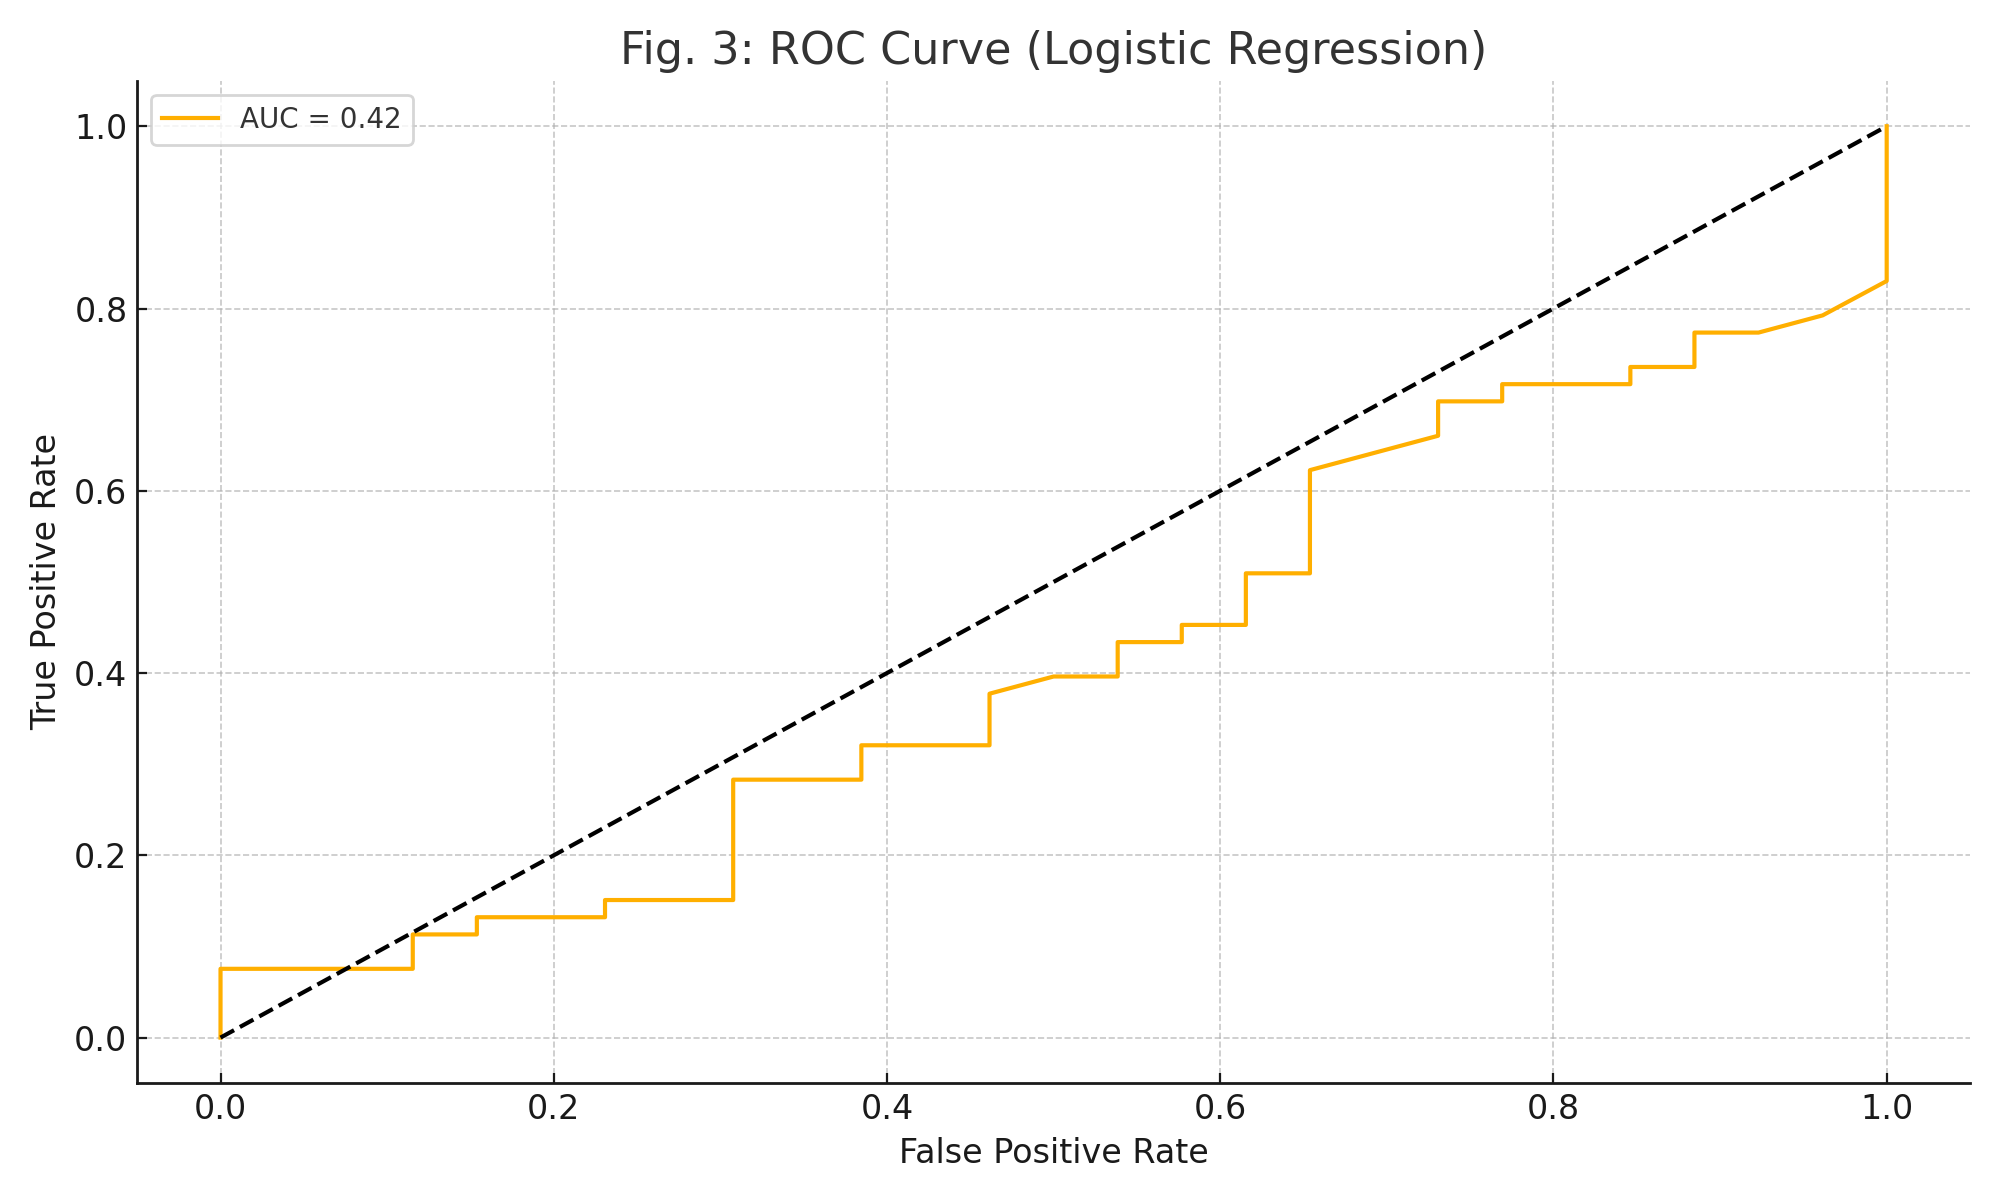 Fig. 3: ROC Curve (Logistic Regression)
AUC = 0.42
1.0
0.8
0.6
0.4
0.2
0.0
True Positive Rate
0.0 0.2 0.4 0.6 0.8 1.0
False Positive Rate